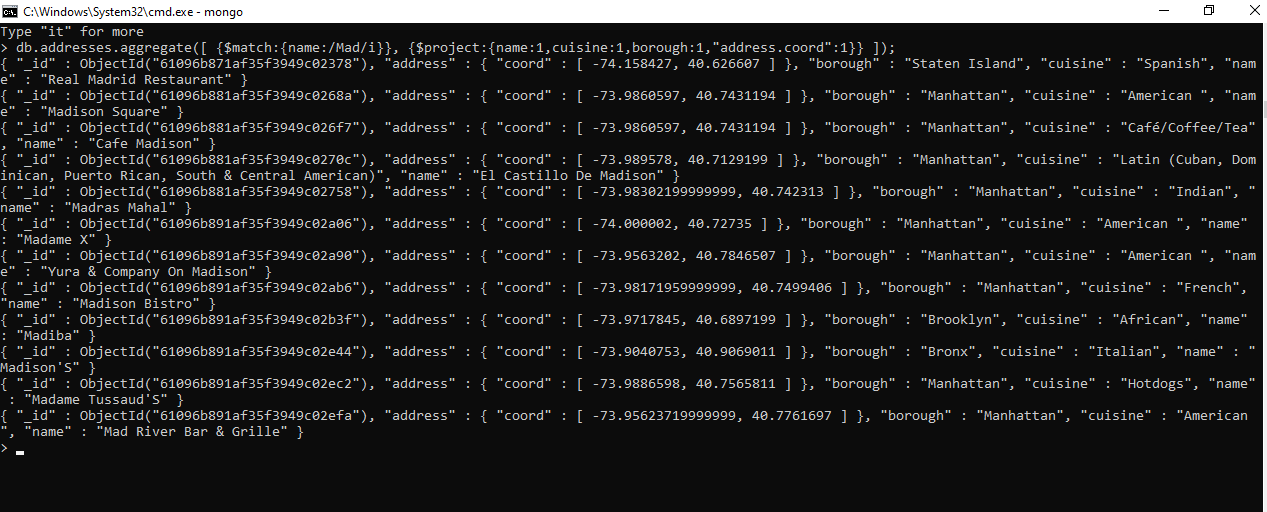 C:\Windows\System32\cmd.exe - mongo
Type "it" for more
> db.addresses.aggregate([ {$match:{name:/Mad/i}}, {$project:{name:1,cuisine:1,borough:1,"address.coord":1}} ]);
{ "_id" : ObjectId("61096b881af35f3949c02378"), "address" : { "coord" : [ -74.158427, 40.626607 ] }, "borough" : "Staten Island", "cuisine" : "Spanish", "nam
e" : "Real Madrid Restaurant" }
{ "_id" : ObjectId("61096b881af35f3949c0268a"), "address" : { "coord" : [ -73.9860597, 40.7431194 ] }, "borough" : "Manhattan", "cuisine" : "American ", "nam
e" : "Madison Square" }
{ "_id" : ObjectId("61096b881af35f3949c026f7"), "address" : { "coord" : [ -73.9860597, 40.7431194 ] }, "borough" : "Manhattan", "cuisine" : "Café/Coffee/Tea"
, "name" : "Cafe Madison" }
{ "_id" : ObjectId("61096b881af35f3949c0270c"), "address" : { "coord" : [ -73.989578, 40.7129199 ] }, "borough" : "Manhattan", "cuisine" : "Latin (Cuban, Dom
inican, Puerto Rican, South & Central American)", "name" : "El Castillo De Madison" }
{ "_id" : ObjectId("61096b891af35f3949c02758"), "address" : { "coord" : [ -73.98302199999999, 40.742313 ] }, "borough" : "Manhattan", "cuisine" : "Indian", "
name" : "Madras Mahal" }
{ "_id" : ObjectId("61096b891af35f3949c02a06"), "address" : { "coord" : [ -74.000002, 40.72735 ] }, "borough" : "Manhattan", "cuisine" : "American ", "name"
: "Madame X" }
{ "_id" : ObjectId("61096b891af35f3949c02a90"), "address" : { "coord" : [ -73.9563202, 40.7846507 ] }, "borough" : "Manhattan", "cuisine" : "American ", "nam
e" : "Yura & Company On Madison" }
{ "_id" : ObjectId("61096b891af35f3949c02ab6"), "address" : { "coord" : [ -73.98171959999999, 40.7499406 ] }, "borough" : "Manhattan", "cuisine" : "French",
"name" : "Madison Bistro" }
{ "_id" : ObjectId("61096b891af35f3949c02b3f"), "address" : { "coord" : [ -73.9717845, 40.6897199 ] }, "borough" : "Brooklyn", "cuisine" : "African", "name"
: "Madiba" }
{ "_id" : ObjectId("61096b891af35f3949c02e44"), "address" : { "coord" : [ -73.9040753, 40.9069011 ] }, "borough" : "Bronx", "cuisine" : "Italian", "name" : "
Madison'S" }
{ "_id" : ObjectId("61096b891af35f3949c02ec2"), "address" : { "coord" : [ -73.9886598, 40.7565811 ] }, "borough" : "Manhattan", "cuisine" : "Hotdogs", "name"
: "Madame Tussaud'S" }
{ "_id" : ObjectId("61096b891af35f3949c02efa"), "address" : { "coord" : [ -73.95623719999999, 40.7761697 ] }, "borough" : "Manhattan", "cuisine" : "American
", "name" : "Mad River Bar & Grille" }
>